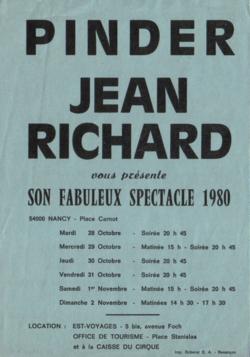 PINDER
JEAN
RICHARD
vous présente
SON FABULEUX SPECTACLE 1980
54000 NANCY - Place Carnot
Mardi 28 Octobre - Soirée 20 h 45
Mercredi 29 Octobre - Matinée 15 h - Soirée 20 h 45
Jeudi 30 Octobre - Soirée 20 h 45
Vendredi 31 Octobre - Soirée 20 h 45
Samedi 1er Novembre - Matinée 15 h - Soirée 20 h 45
Dimanche 2 Novembre - Matinées 14 h 30 - 17 h 30
LOCATION : EST-VOYAGES - 5 bis, avenue Foch
OFFICE DE TOURISME - Place Stanislas
et à la CAISSE DU CIRQUE
Imp. S. A. -